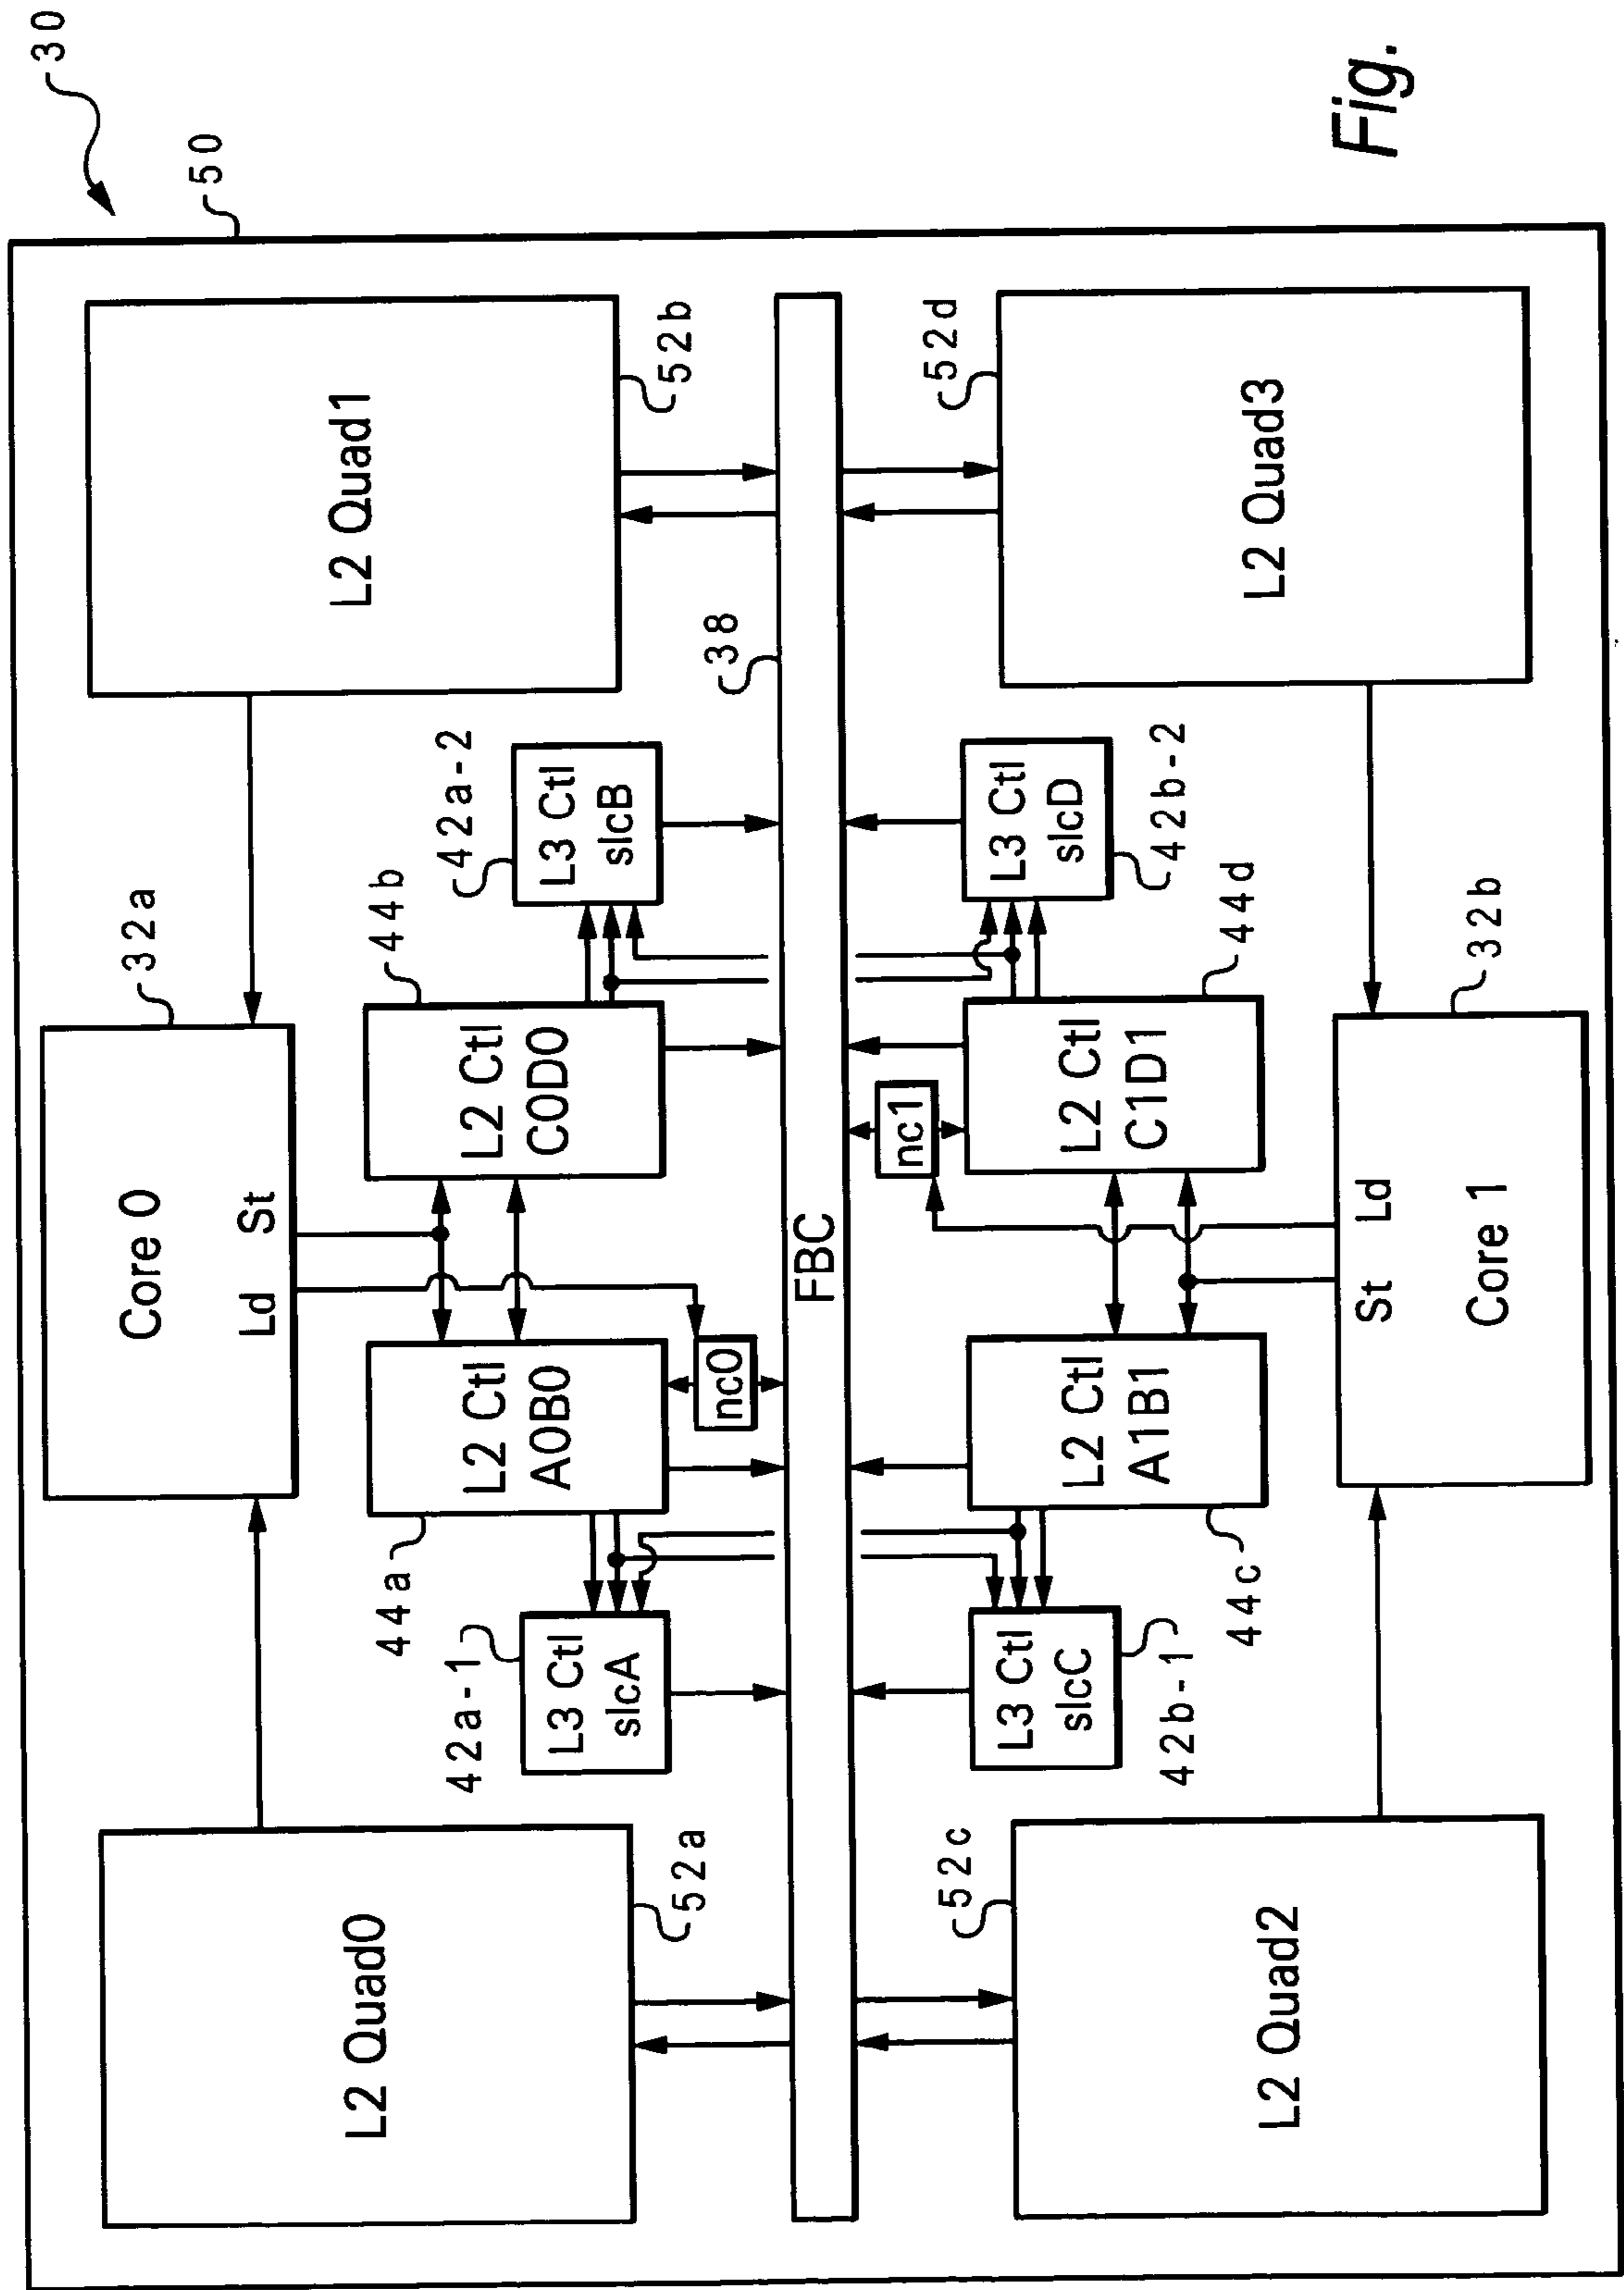 30
50
Core 0
Ld
St
32a
L2 Quad0
52a
L2 Quad1
52b
L2 Ctl
A0B0
44a
L2 Ctl
C0D0
44b
L3 Ctl
slcA
42a-1
L3 Ctl
slcB
42a-2
nc0
FBC
38
nc1
L3 Ctl
slcC
42b-1
L3 Ctl
slcD
42b-2
L2 Ctl
A1B1
44c
L2 Ctl
C1D1
44d
L2 Quad2
52c
L2 Quad3
52d
St
Ld
Core 1
32b
Fig.